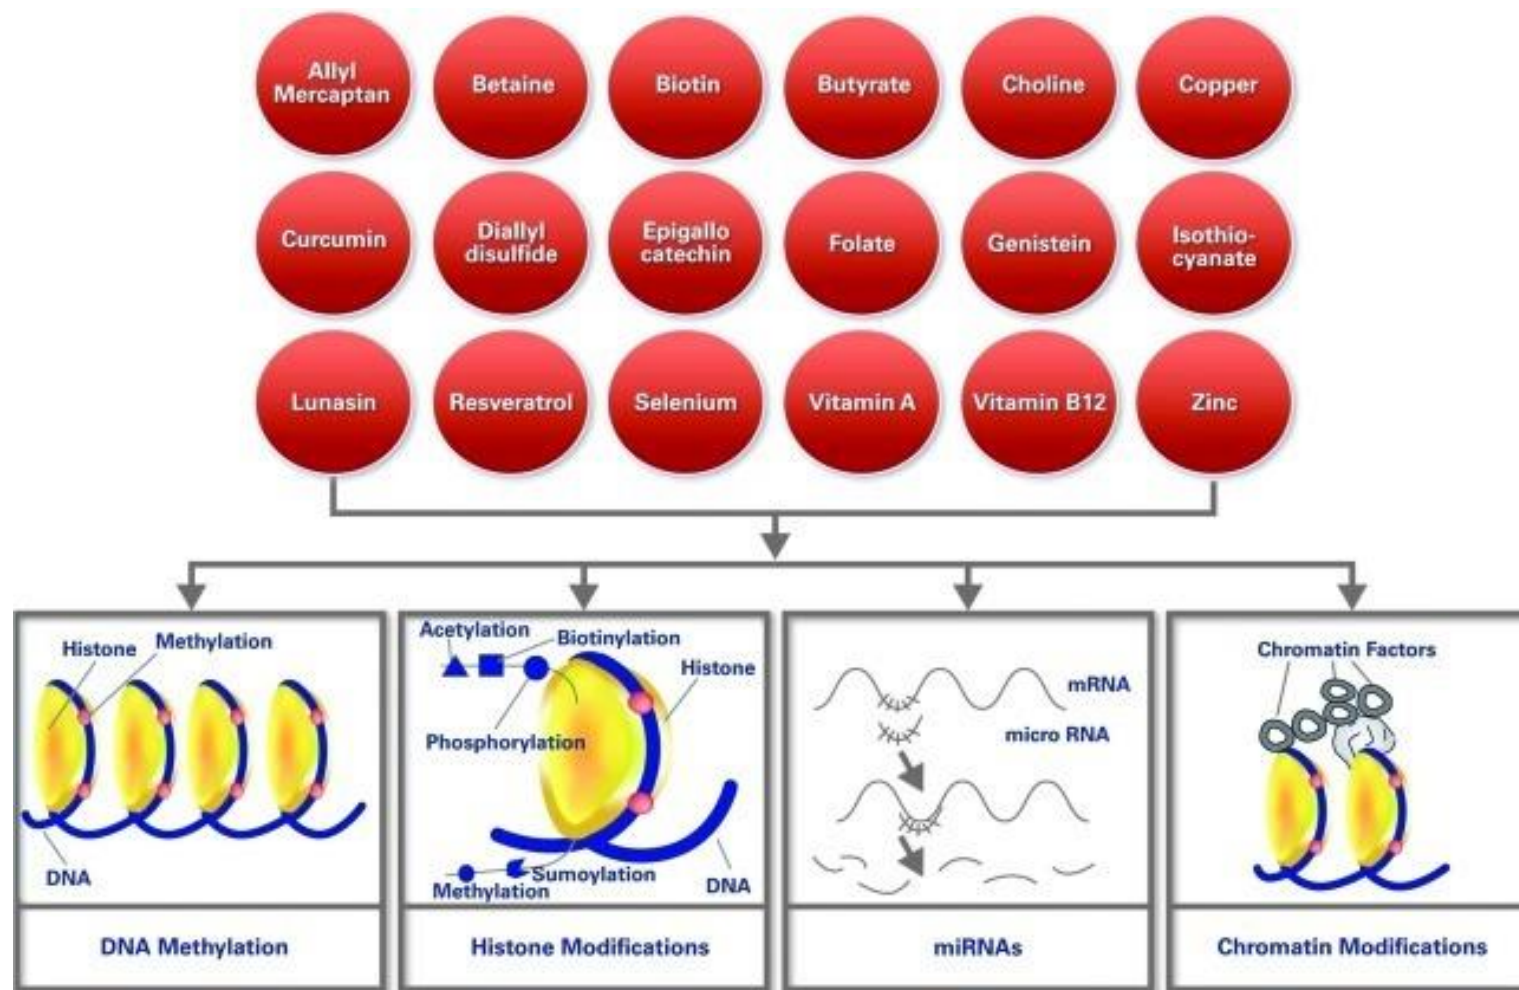 Allyl
Mercaptan
Betaine
Biotin
Butyrate
Choline
Copper
Curcumin
Diallyl
disulfide
Epigallo
catechin
Folate
Genistein
Isothio-
cyanate
Lunasin
Resveratrol
Selenium
Vitamin A
Vitamin B12
Zinc
Histone
Methylation
DNA
DNA Methylation
Acetylation
Biotinylation
Histone
Phosphorylation
Sumoylation
Methylation
DNA
Histone Modifications
mRNA
micro RNA
miRNAs
Chromatin Factors
Chromatin Modifications